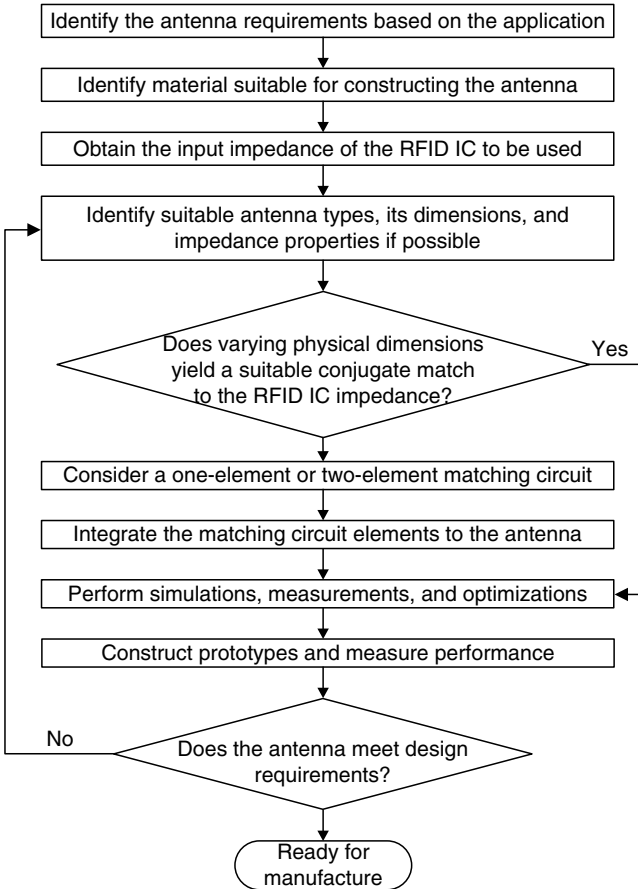 Identify the antenna requirements based on the application
Identify material suitable for constructing the antenna
Obtain the input impedance of the RFID IC to be used
Identify suitable antenna types, its dimensions, and
impedance properties if possible
Does varying physical dimensions
yield a suitable conjugate match
to the RFID IC impedance?
Yes
Consider a one-element or two-element matching circuit
Integrate the matching circuit elements to the antenna
Perform simulations, measurements, and optimizations
Construct prototypes and measure performance
No
Does the antenna meet design
requirements?
Ready for
manufacture